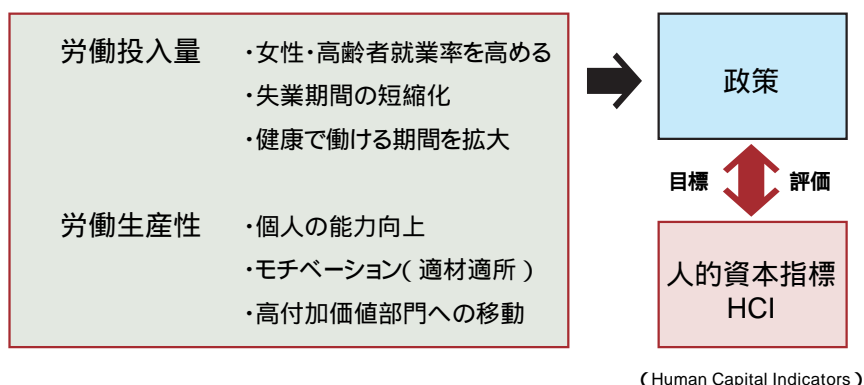 労働投入量 ・女性・高齢者就業率を高める
・失業期間の短縮化
・健康で働ける期間を拡大
労働生産性 ・個人の能力向上
・モチベーション(適材適所)
・高付加価値部門への移動
政策
目標 評価
人的資本指標
HCI
(Human Capital Indicators)